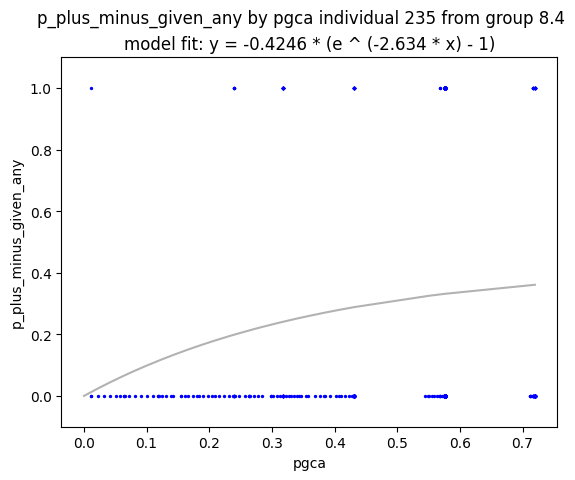 p_plus_minus_given_any by pgca individual 235 from group 8.4
model fit: y = -0.4246 * (e ^ (-2.634 * x) - 1)
1.0
0.8
0.6
0.4
0.2
0.0
p_plus_minus_given_any
0.0 0.1 0.2 0.3 0.4 0.5 0.6 0.7
pgca